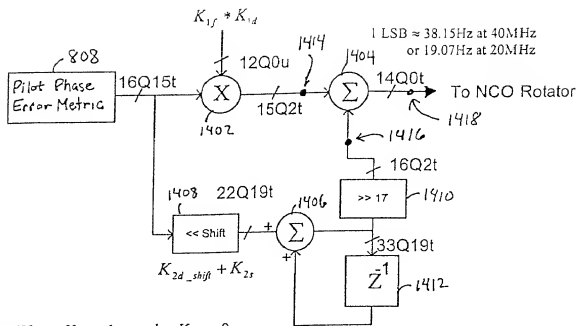 K1f * K1d
1 LSB ≈ 38.15Hz at 40MHz
or 19.07Hz at 20MHz
808
1414
1404
12Q0u
14Q0t
Pilot Phase
Error Metric
16Q15t
X
Σ
To NCO Rotator
15Q2t
1402
1418
1416
16Q2t
1408
22Q19t
1406
>> 17
1410
<< Shift
+
Σ
+
33Q19t
K2d_shift + K2s
Z-1
1412